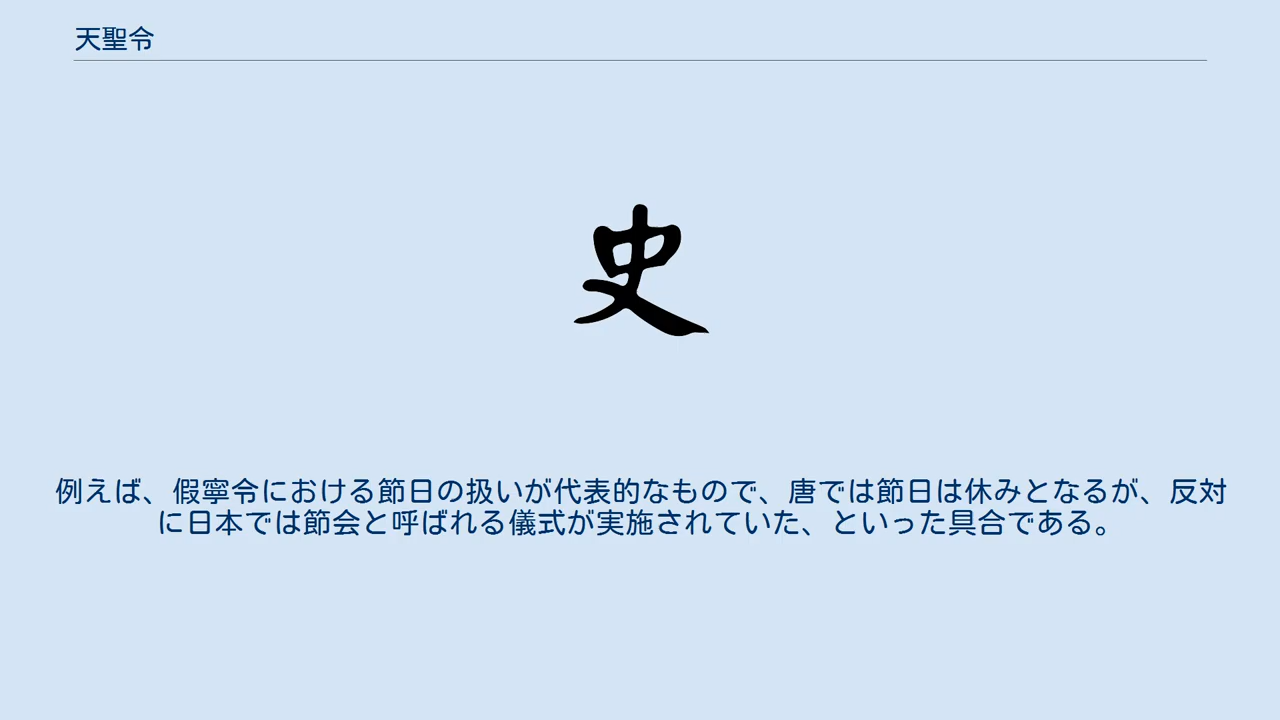 天聖令
史
例えば、假寧令における節日の扱いが代表的なもので、唐では節日は休みとなるが、反対
に日本では節会と呼ばれる儀式が実施されていた、といった具合である。